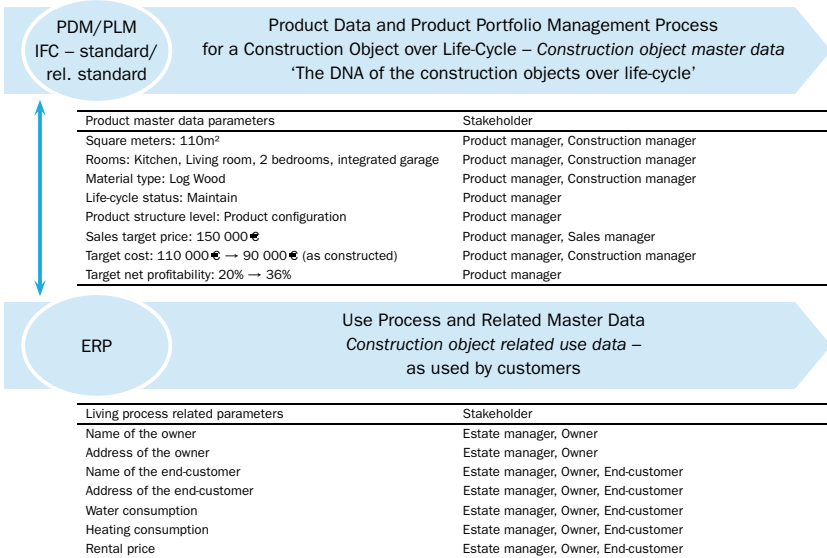 PDM/PLM
IFC – standard/
rel. standard
Product Data and Product Portfolio Management Process
for a Construction Object over Life-Cycle – Construction object master data
‘The DNA of the construction objects over life-cycle’
Product master data parameters Stakeholder
Square meters: 110m² Product manager, Construction manager
Rooms: Kitchen, Living room, 2 bedrooms, integrated garage Product manager, Construction manager
Material type: Log Wood Product manager, Construction manager
Life-cycle status: Maintain Product manager
Product structure level: Product configuration Product manager
Sales target price: 150 000€ Product manager, Sales manager
Target cost: 110 000€ → 90 000€ (as constructed) Product manager, Construction manager
Target net profitability: 20% → 36% Product manager
ERP
Use Process and Related Master Data
Construction object related use data –
as used by customers
Living process related parameters Stakeholder
Name of the owner Estate manager, Owner
Address of the owner Estate manager, Owner
Name of the end-customer Estate manager, Owner, End-customer
Address of the end-customer Estate manager, Owner, End-customer
Water consumption Estate manager, Owner, End-customer
Heating consumption Estate manager, Owner, End-customer
Rental price Estate manager, Owner, End-customer